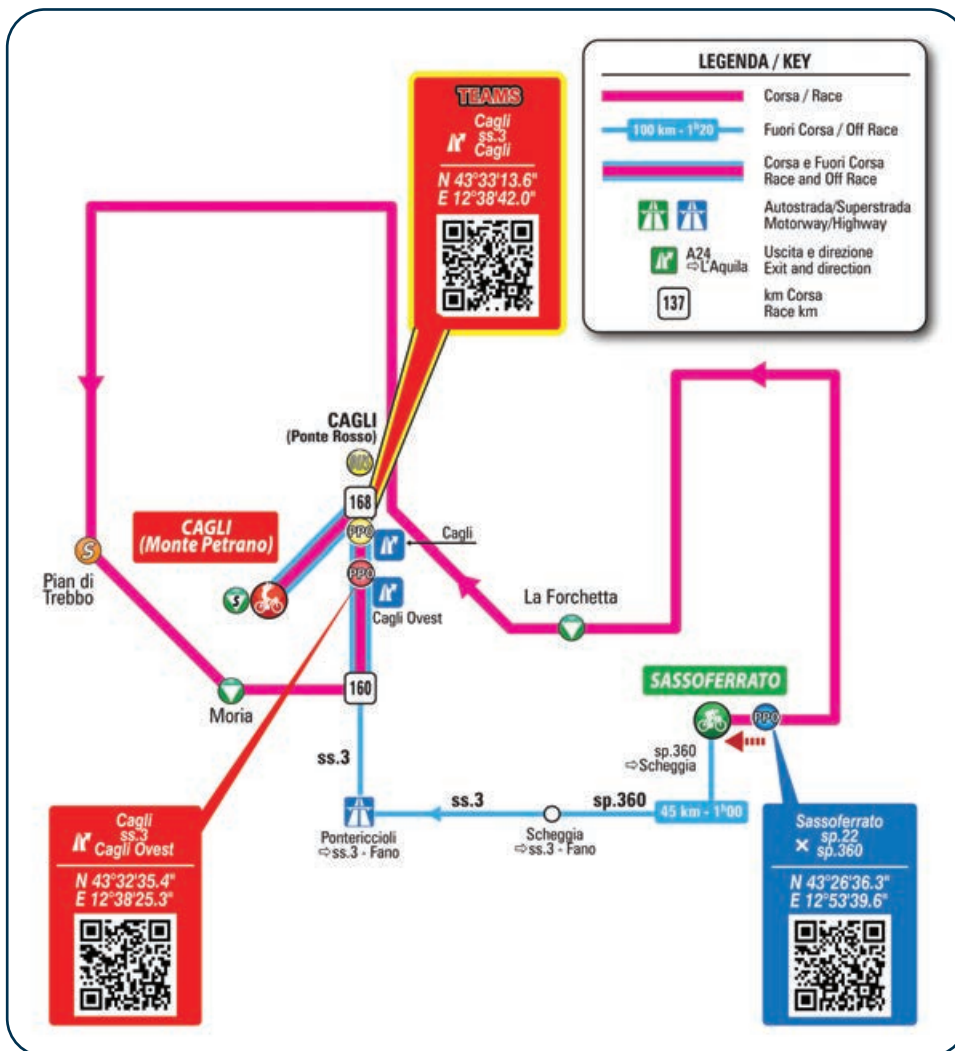 LEGENDA / KEY
Corsa / Race
100 km - 1ʰ20
Fuori Corsa / Off Race
Corsa e Fuori Corsa
Race and Off Race
Autostrada/Superstrada
Motorway/Highway
A24
⇨L'Aquila
Uscita e direzione
Exit and direction
137
km Corsa
Race km
TEAMS
Cagli
ss.3
Cagli
N 43°33'13.6"
E 12°38'42.0"
CAGLI
(Ponte Rosso)
168
PPO
Cagli
CAGLI
(Monte Petrano)
S
Pian di
Trebbo
S
PPO
Cagli Ovest
La Forchetta
160
Moria
SASSOFERRATO
PPO
sp.360
⇨Scheggia
ss.3
ss.3
sp.360
45 km - 1ʰ00
Pontericcioli
⇨ss.3 - Fano
Scheggia
⇨ss.3 - Fano
Cagli
ss.3
Cagli Ovest
N 43°32'35.4"
E 12°38'25.3"
Sassoferrato
sp.22
sp.360
N 43°26'36.3"
E 12°53'39.6"